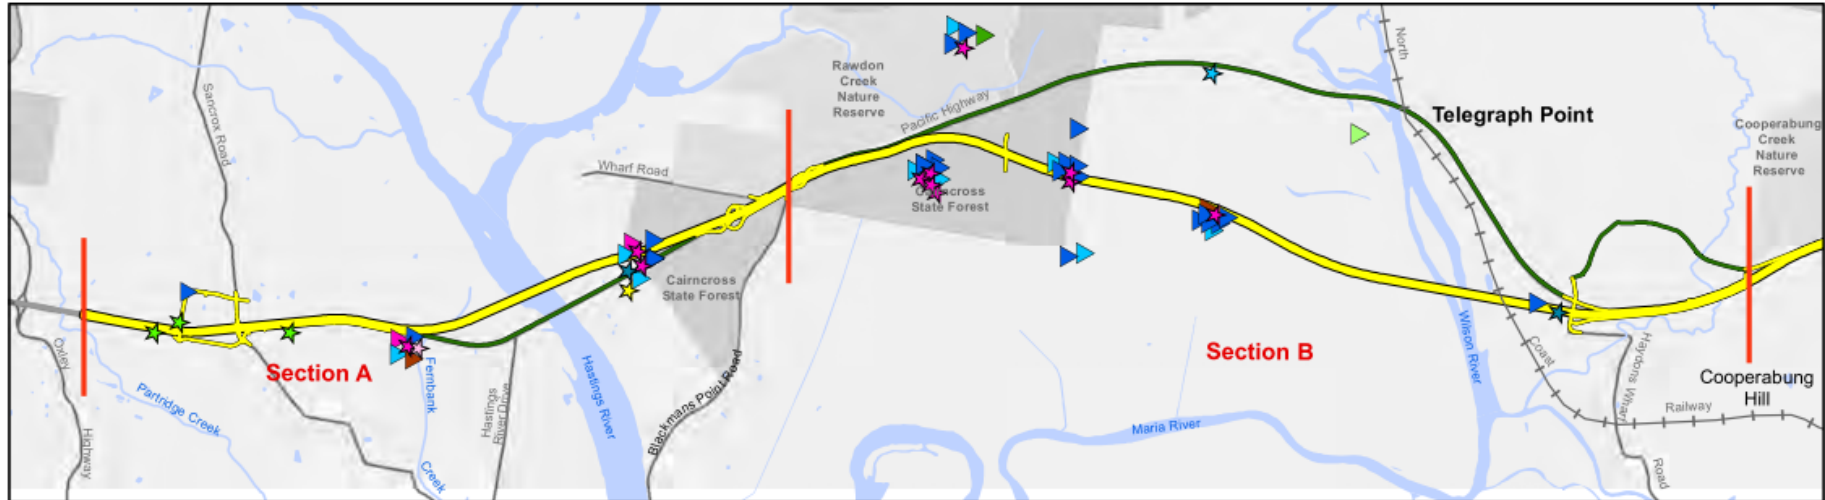 Rawdon
Creek
Nature
Reserve
North
Pacific Highway
Telegraph Point
Cooperabung
Creek
Nature
Reserve
Sancrox Road
Wharf Road
Cairncross
State Forest
Cairncross
State Forest
Section A
Section B
Oxley
Highway
Partridge Creek
Fernbank
Creek
Hastings
River Drive
Hastings River
Blackmans Point Road
Maria River
Wilson River
Coast
Railway
Haydons Wharf
Road
Cooperabung
Hill